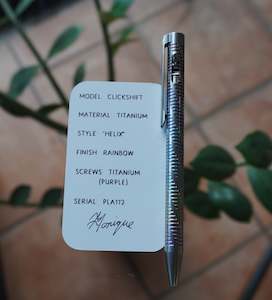 MODEL CLICKSHIFT
MATERIAL TITANIUM
STYLE "HELIX"
FINISH RAINBOW
SCREWS TITANIUM
(PURPLE)
SERIAL PLA112